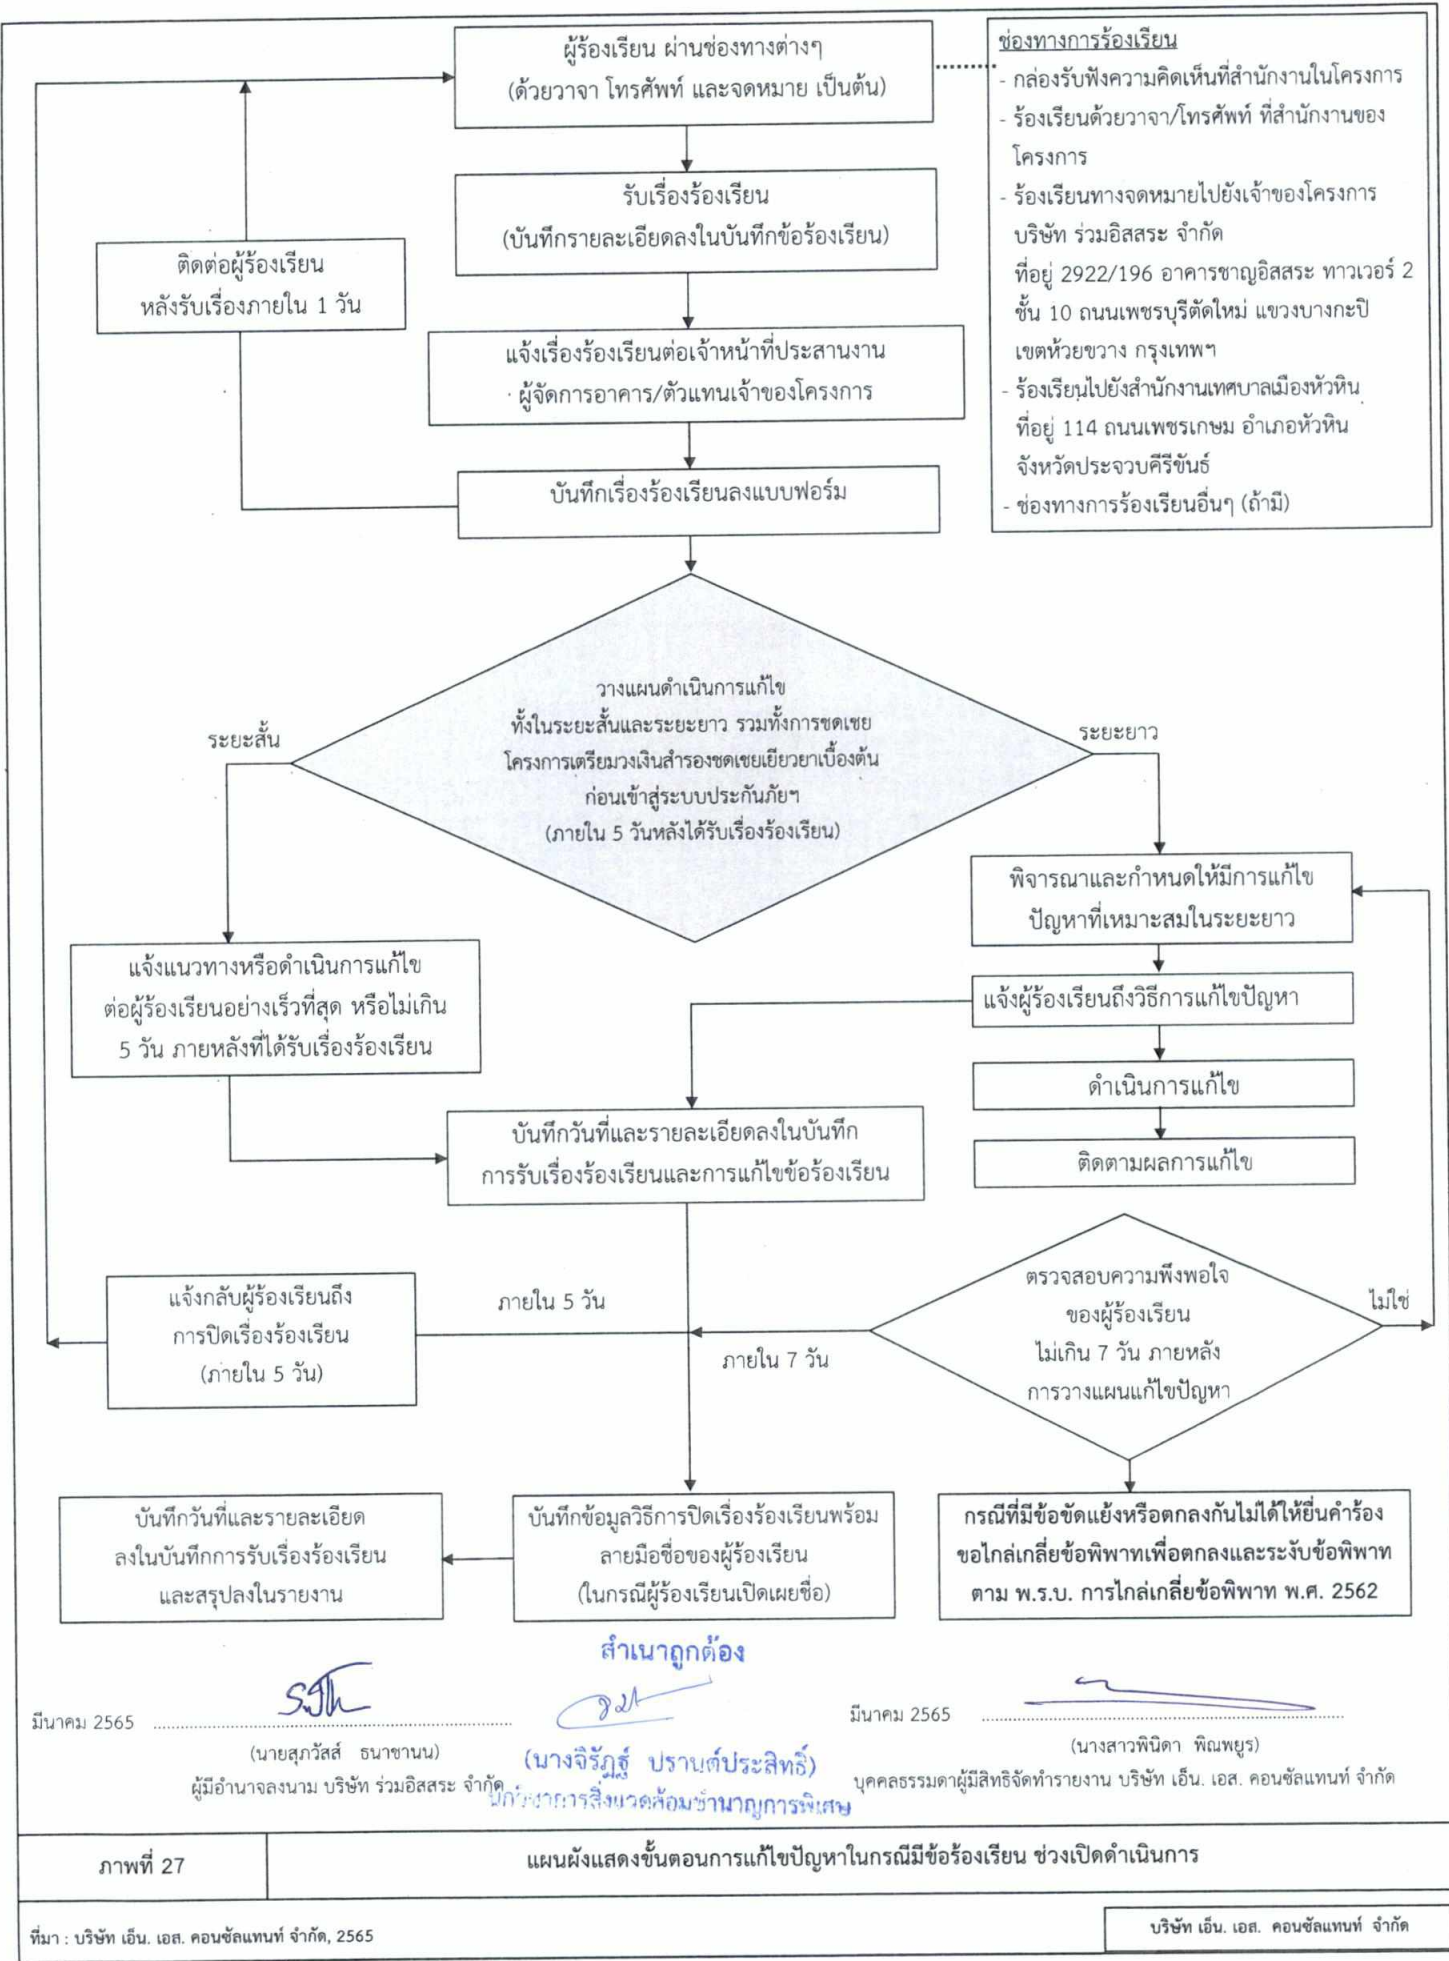 ผู้ร้องเรียน ผ่านช่องทางต่างๆ
(ด้วยวาจา โทรศัพท์ และจดหมาย เป็นต้น)
ช่องทางการร้องเรียน
- กล่องรับฟังความคิดเห็นที่สำนักงานในโครงการ
- ร้องเรียนด้วยวาจา/โทรศัพท์ ที่สำนักงานของ
โครงการ
- ร้องเรียนทางจดหมายไปยังเจ้าของโครงการ
บริษัท ร่วมอิสสระ จำกัด
ที่อยู่ 2922/196 อาคารชาญอิสสระ ทาวเวอร์ 2
ชั้น 10 ถนนเพชรบุรีตัดใหม่ แขวงบางกะปิ
เขตห้วยขวาง กรุงเทพฯ
- ร้องเรียนไปยังสำนักงานเทศบาลเมืองหัวหิน
ที่อยู่ 114 ถนนเพชรเกษม อำเภอหัวหิน
จังหวัดประจวบคีรีขันธ์
- ช่องทางการร้องเรียนอื่นๆ (ถ้ามี)
รับเรื่องร้องเรียน
(บันทึกรายละเอียดลงในบันทึกข้อร้องเรียน)
ติดต่อผู้ร้องเรียน
หลังรับเรื่องภายใน 1 วัน
แจ้งเรื่องร้องเรียนต่อเจ้าหน้าที่ประสานงาน
ผู้จัดการอาคาร/ตัวแทนเจ้าของโครงการ
บันทึกเรื่องร้องเรียนลงแบบฟอร์ม
วางแผนดำเนินการแก้ไข
ทั้งในระยะสั้นและระยะยาว รวมทั้งการชดเชย
โครงการเตรียมวงเงินสำรองชดเชยเยียวยาเบื้องต้น
ก่อนเข้าสู่ระบบประกันภัยฯ
(ภายใน 5 วันหลังได้รับเรื่องร้องเรียน)
ระยะสั้น
ระยะยาว
พิจารณาและกำหนดให้มีการแก้ไข
ปัญหาที่เหมาะสมในระยะยาว
แจ้งแนวทางหรือดำเนินการแก้ไข
ต่อผู้ร้องเรียนอย่างเร็วที่สุด หรือไม่เกิน
5 วัน ภายหลังที่ได้รับเรื่องร้องเรียน
แจ้งผู้ร้องเรียนถึงวิธีการแก้ไขปัญหา
ดำเนินการแก้ไข
ติดตามผลการแก้ไข
บันทึกวันที่และรายละเอียดลงในบันทึก
การรับเรื่องร้องเรียนและการแก้ไขข้อร้องเรียน
แจ้งกลับผู้ร้องเรียนถึง
การปิดเรื่องร้องเรียน
(ภายใน 5 วัน)
ภายใน 5 วัน
ภายใน 7 วัน
ตรวจสอบความพึงพอใจ
ของผู้ร้องเรียน
ไม่เกิน 7 วัน ภายหลัง
การวางแผนแก้ไขปัญหา
ไม่ใช่
บันทึกวันที่และรายละเอียด
ลงในบันทึกการรับเรื่องร้องเรียน
และสรุปลงในรายงาน
บันทึกข้อมูลวิธีการปิดเรื่องร้องเรียนพร้อม
ลายมือชื่อของผู้ร้องเรียน
(ในกรณีผู้ร้องเรียนเปิดเผยชื่อ)
กรณีที่มีข้อขัดแย้งหรือตกลงกันไม่ได้ให้ยื่นคำร้อง
ขอไกล่เกลี่ยข้อพิพาทเพื่อตกลงและระงับข้อพิพาท
ตาม พ.ร.บ. การไกล่เกลี่ยข้อพิพาท พ.ศ. 2562
สำเนาถูกต้อง
มีนาคม 2565
(นายสุภวัสส์ ธนาชานน)
ผู้มีอำนาจลงนาม บริษัท ร่วมอิสสระ จำกัด
(นางจิรัฏฐ์ ปรานต์ประสิทธิ์)
นักวิชาการสิ่งแวดล้อมชำนาญการพิเศษ
มีนาคม 2565
(นางสาวพินิดา พิณพยูร)
บุคคลธรรมดาผู้มีสิทธิจัดทำรายงาน บริษัท เอ็น. เอส. คอนซัลแทนท์ จำกัด
ภาพที่ 27
แผนผังแสดงขั้นตอนการแก้ไขปัญหาในกรณีมีข้อร้องเรียน ช่วงเปิดดำเนินการ
ที่มา : บริษัท เอ็น. เอส. คอนซัลแทนท์ จำกัด, 2565
บริษัท เอ็น. เอส. คอนซัลแทนท์ จำกัด